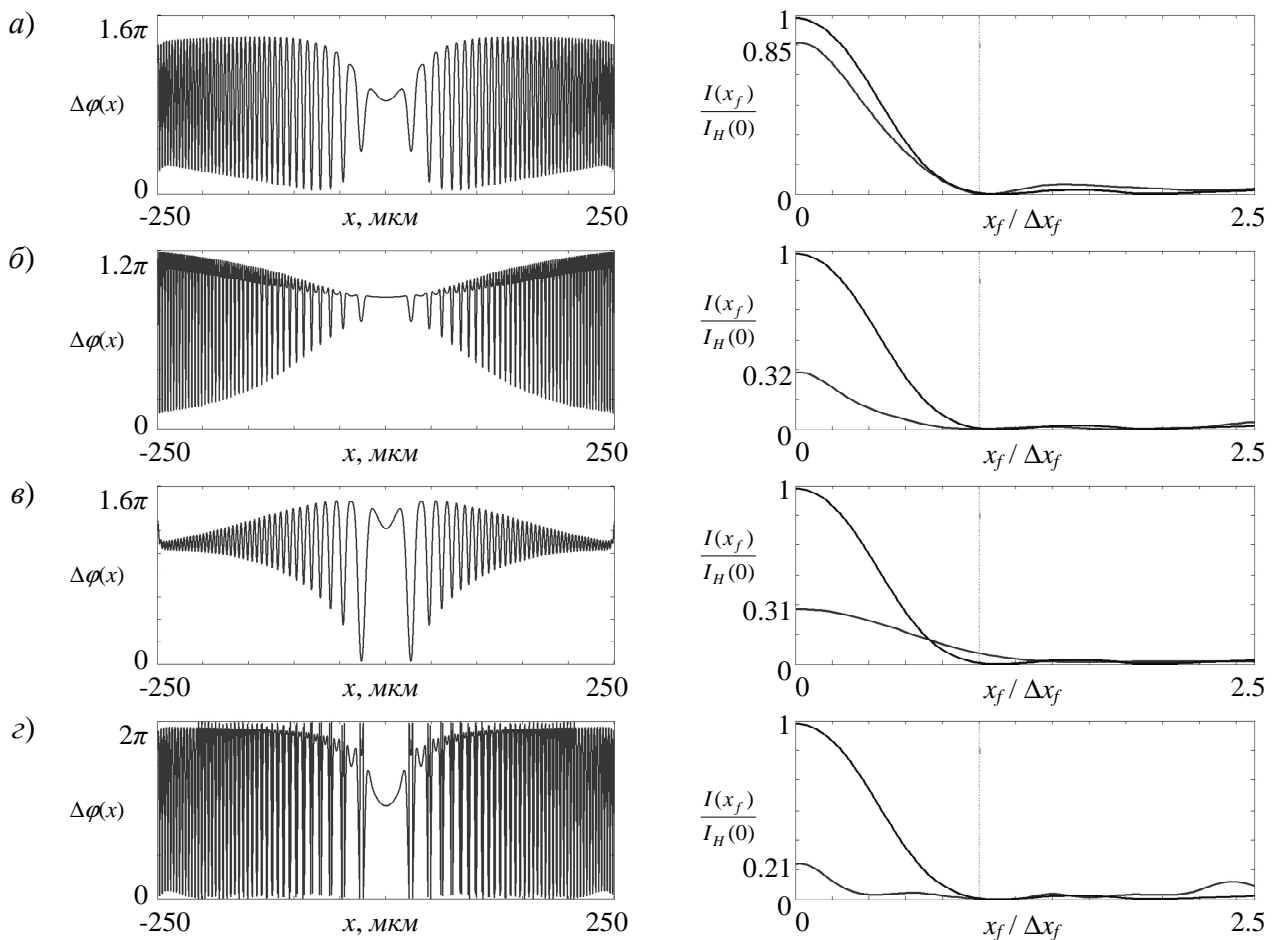 а)
1.6π
Δφ(x)
0
-250
x, мкм
250
1
0.85
I(x_f)
I_H(0)
0
0
x_f / Δx_f
2.5
б)
1.2π
Δφ(x)
0
-250
x, мкм
250
1
I(x_f)
I_H(0)
0.32
0
0
x_f / Δx_f
2.5
в)
1.6π
Δφ(x)
0
-250
x, мкм
250
1
I(x_f)
I_H(0)
0.31
0
0
x_f / Δx_f
2.5
г)
2π
Δφ(x)
0
-250
x, мкм
250
1
I(x_f)
I_H(0)
0.21
0
0
x_f / Δx_f
2.5